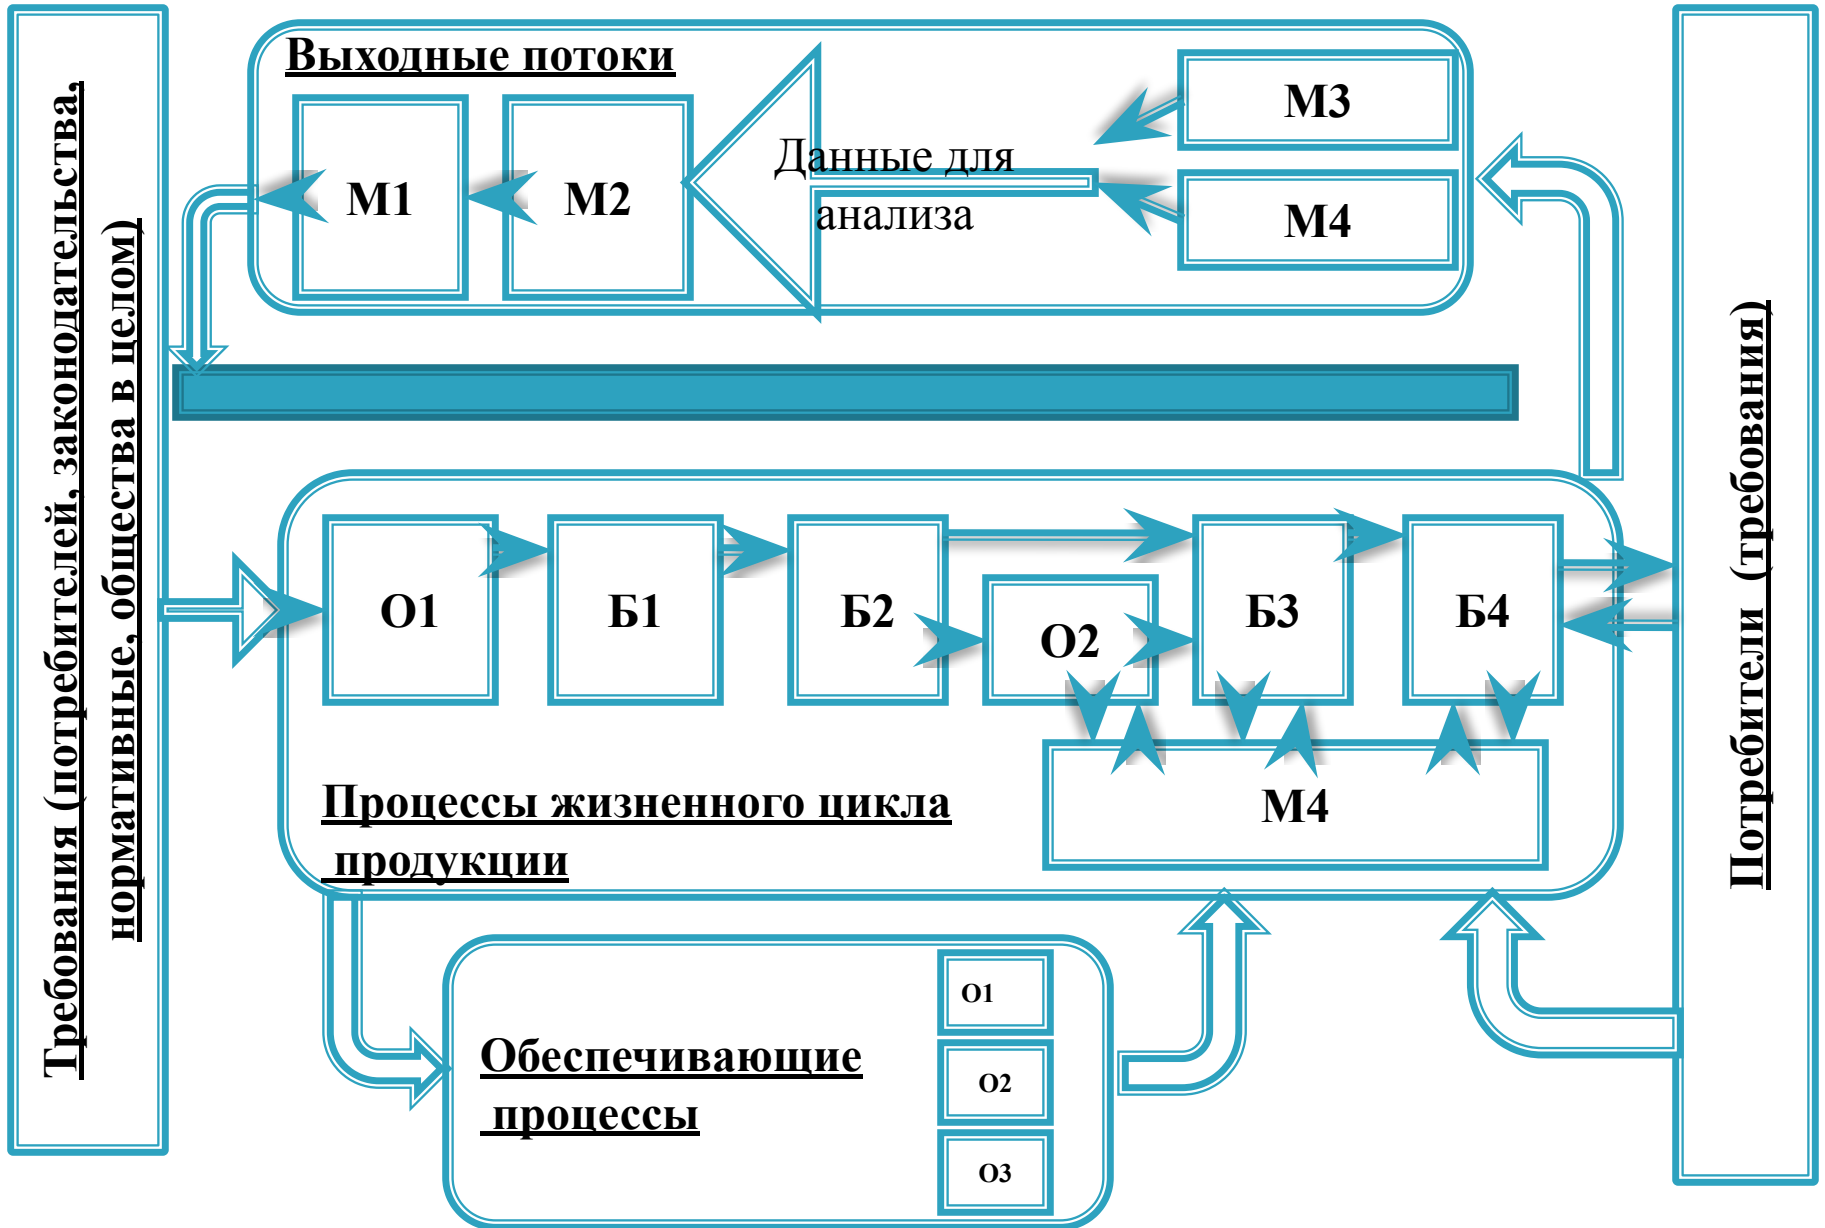 Требования (потребителей, законодательства,
нормативные, общества в целом)
Выходные потоки
М1
М2
Данные для
анализа
М3
М4
О1
Б1
Б2
О2
Б3
Б4
М4
Процессы жизненного цикла
продукции
Обеспечивающие
процессы
О1
О2
О3
Потребители (требования)